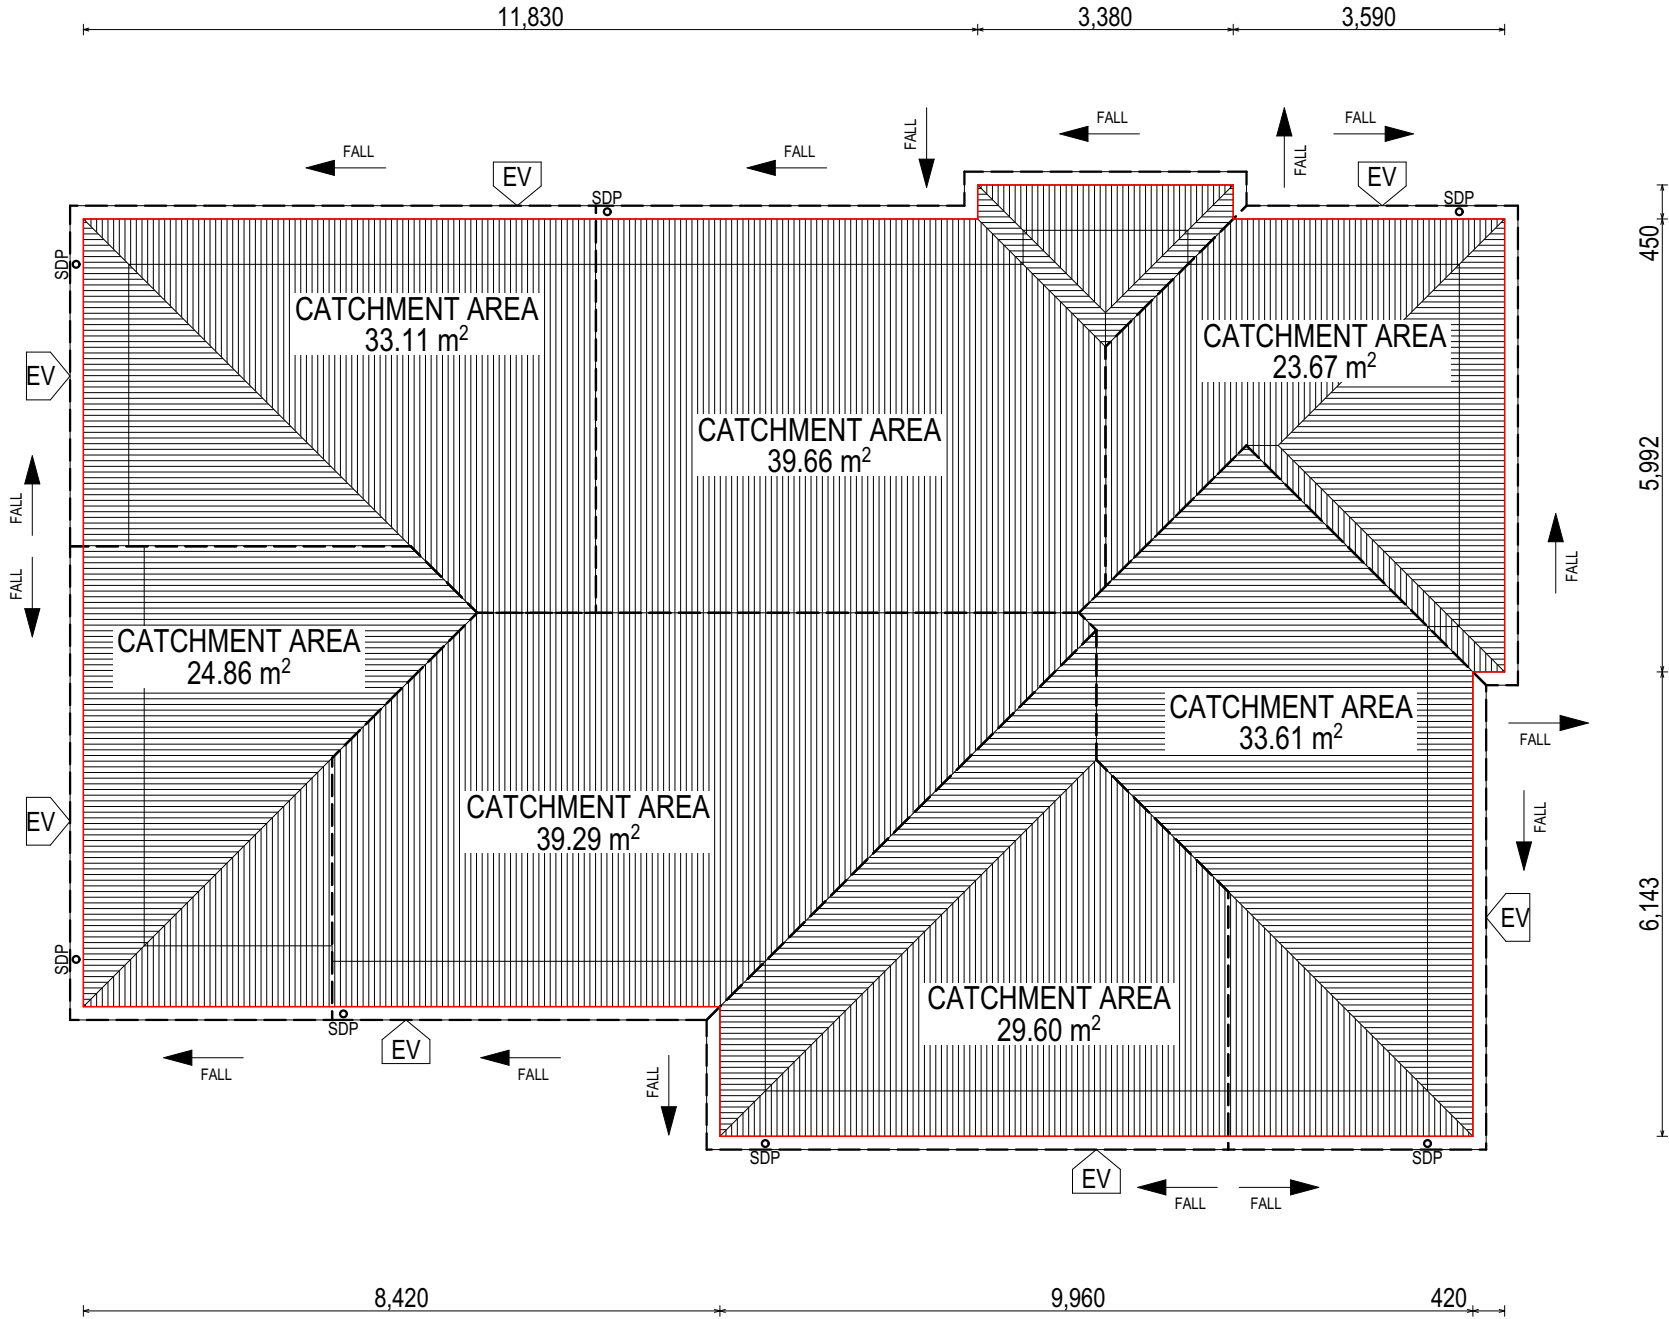 11,830
3,380
3,590
FALL
FALL
FALL
FALL
FALL
FALL
FALL
EV
EV
SDP
SDP
SDP
450
CATCHMENT AREA
33.11 m²
CATCHMENT AREA
23.67 m²
EV
CATCHMENT AREA
39.66 m²
5,992
FALL
FALL
FALL
CATCHMENT AREA
24.86 m²
CATCHMENT AREA
33.61 m²
FALL
EV
CATCHMENT AREA
39.29 m²
FALL
6,143
EV
SDP
CATCHMENT AREA
29.60 m²
SDP
EV
FALL
FALL
FALL
SDP
SDP
EV
FALL
FALL
8,420
9,960
420